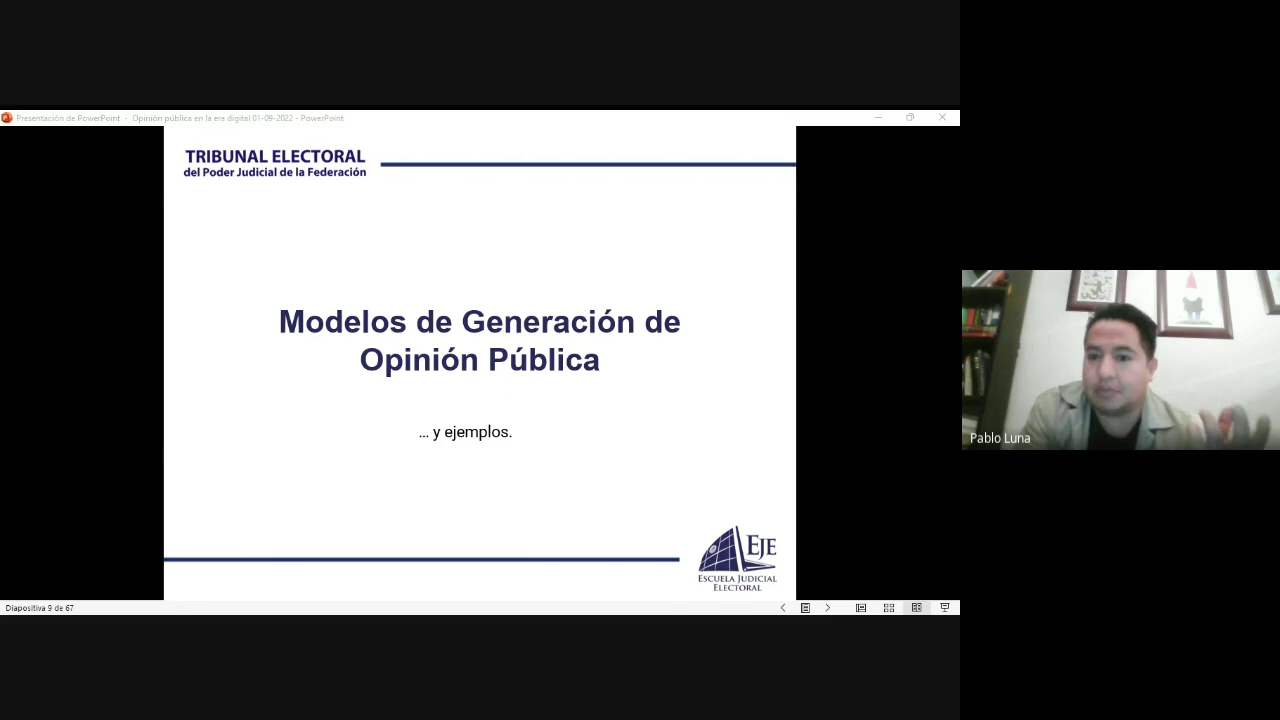 Presentación de PowerPoint - Opinión pública en la era digital 01-09-2022 - PowerPoint
TRIBUNAL ELECTORAL
del Poder Judicial de la Federación
Modelos de Generación de
Opinión Pública
... y ejemplos.
EJE
ESCUELA JUDICIAL
ELECTORAL
Diapositiva 9 de 67
Pablo Luna